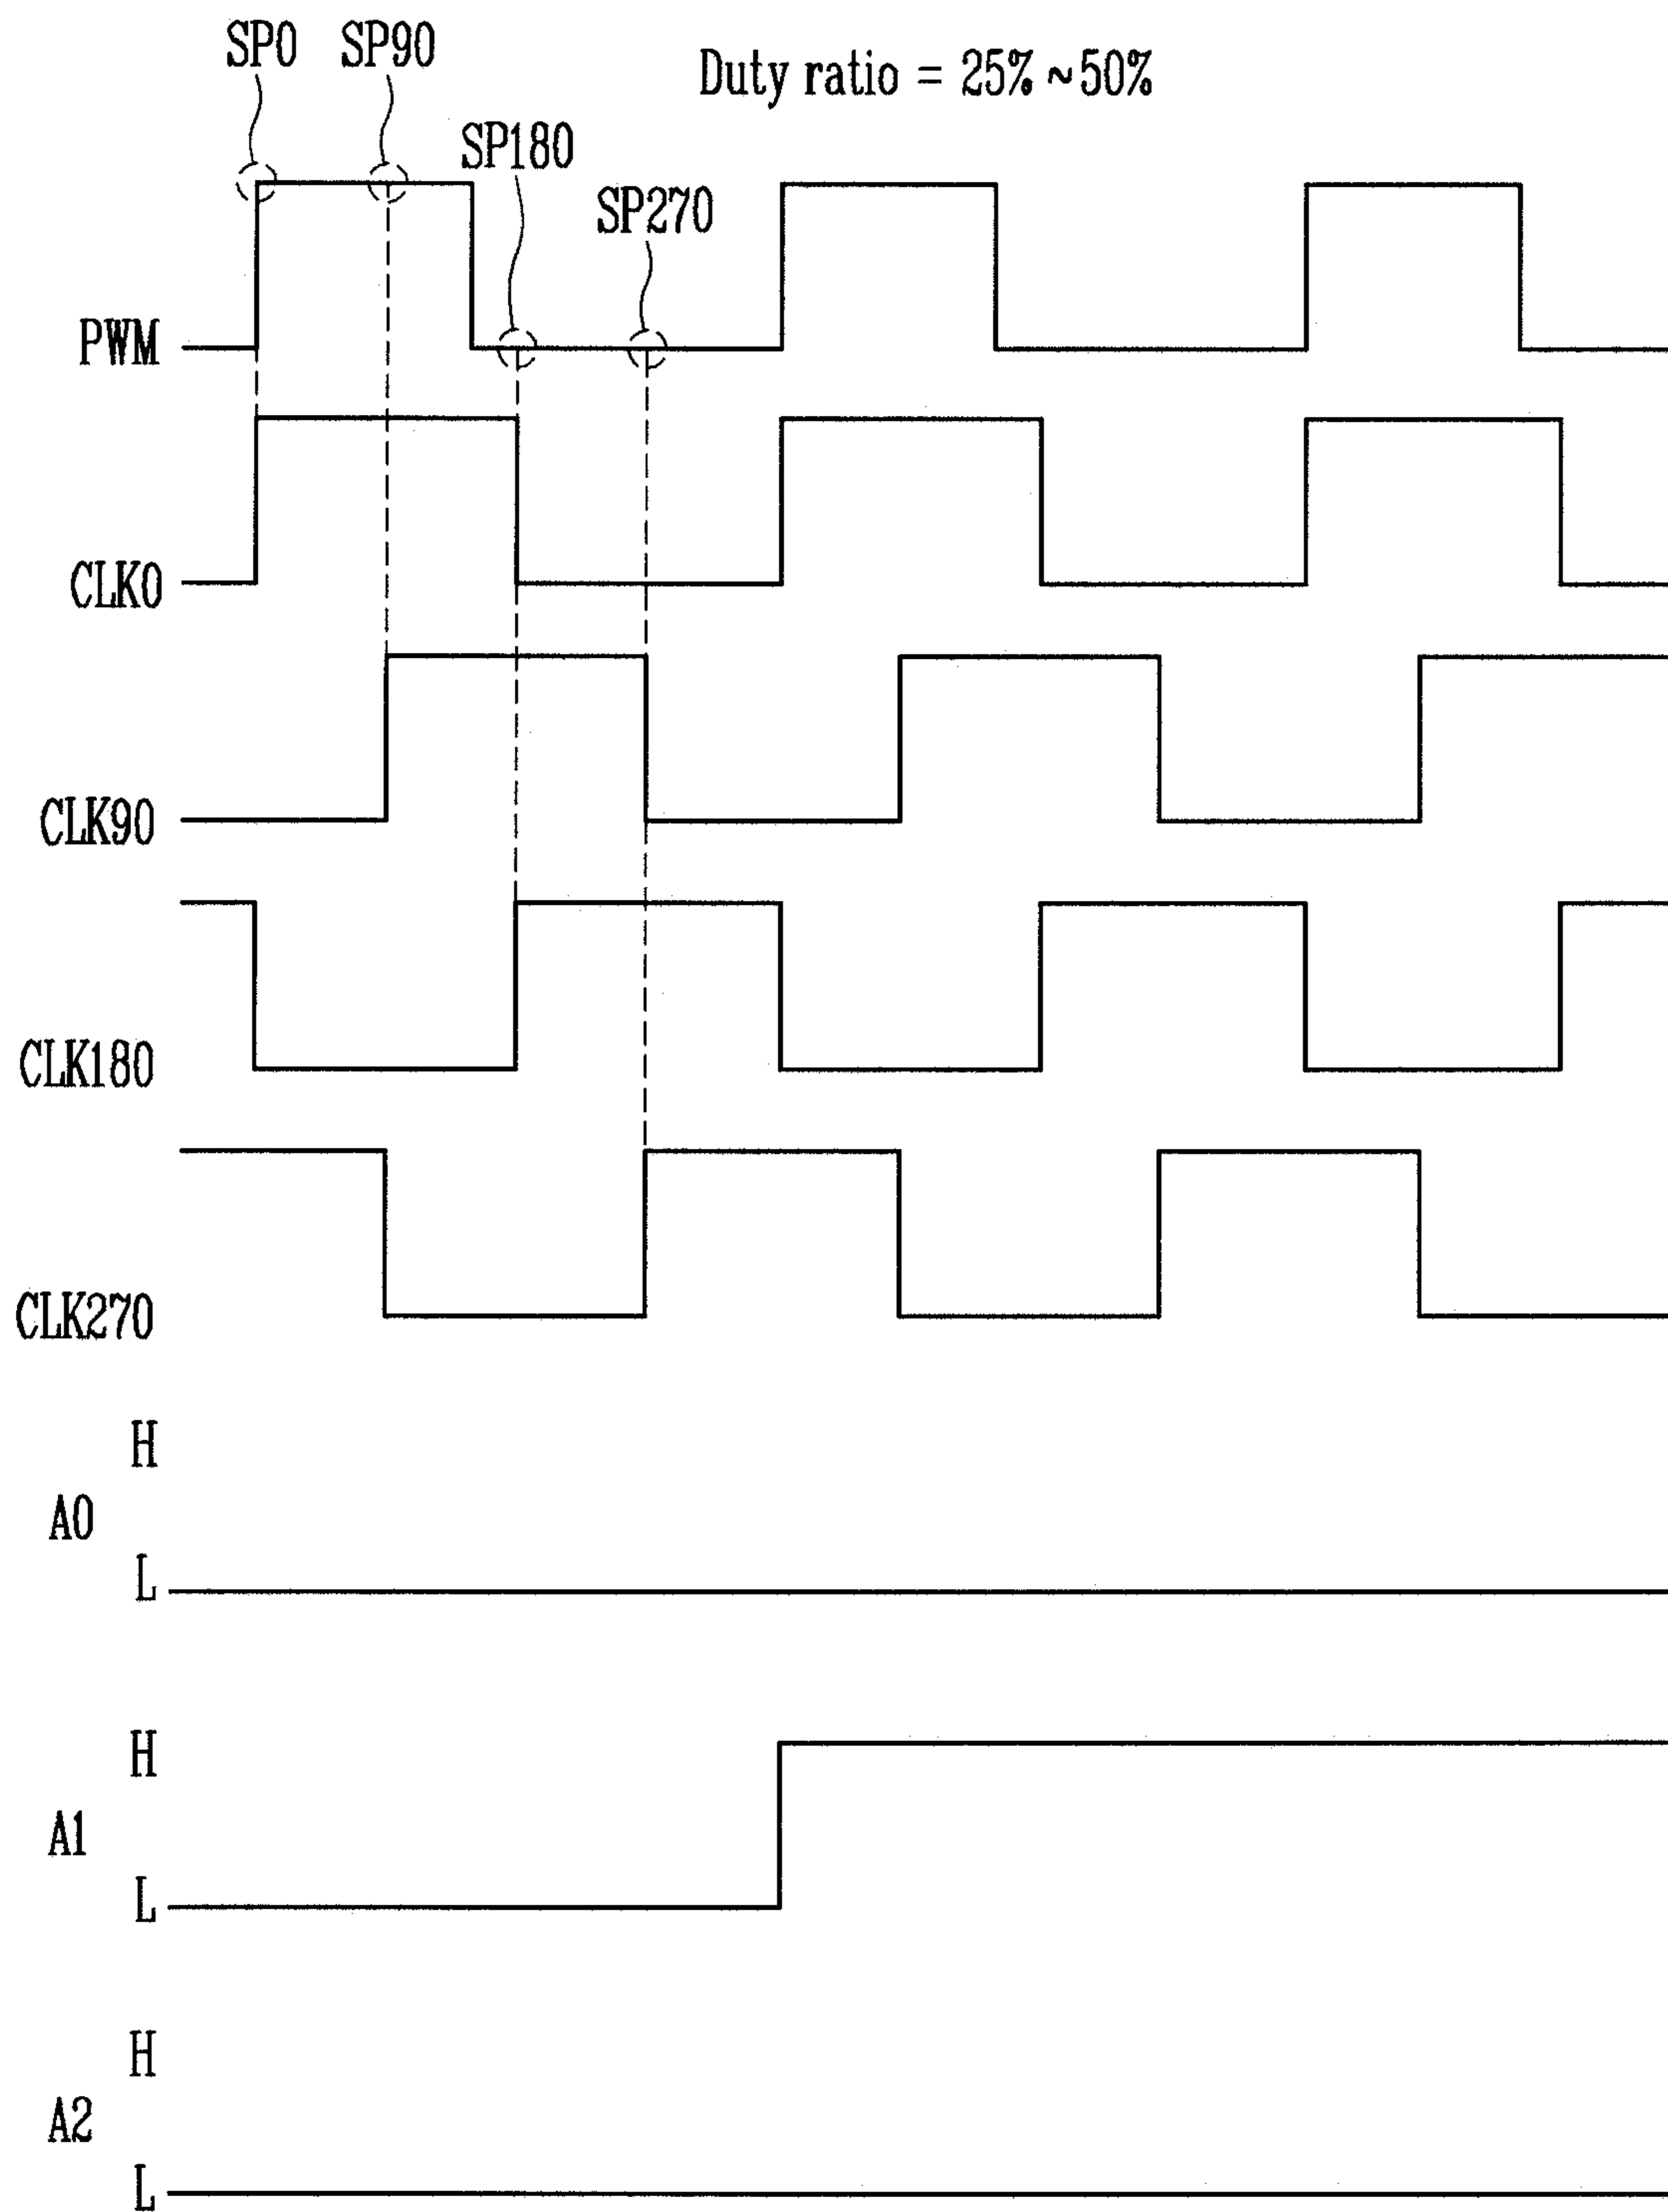 SP0 SP90 Duty ratio = 25% ~ 50%
SP180
SP270
PWM
CLK0
CLK90
CLK180
CLK270
H
A0
L
H
A1
L
H
A2
L